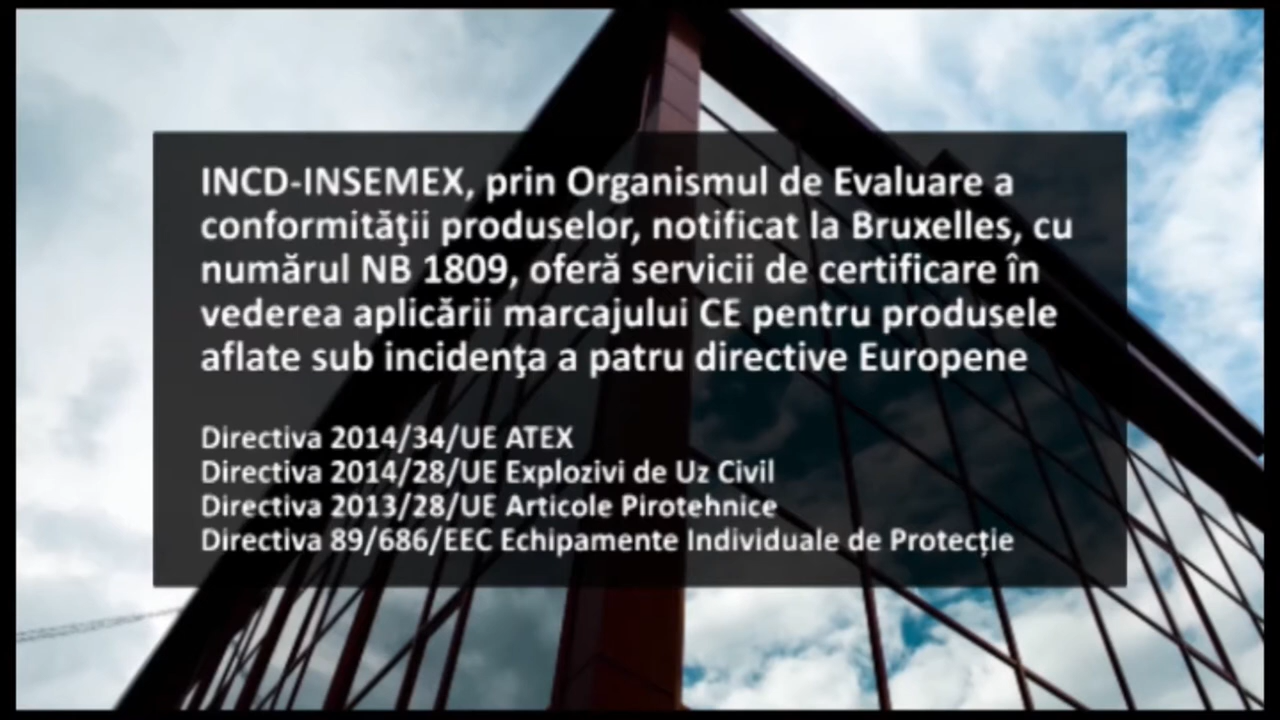 INCD-INSEMEX, prin Organismul de Evaluare a
conformităţii produselor, notificat la Bruxelles, cu
numărul NB 1809, oferă servicii de certificare în
vederea aplicării marcajului CE pentru produsele
aflate sub incidenţa a patru directive Europene
Directiva 2014/34/UE ATEX
Directiva 2014/28/UE Explozivi de Uz Civil
Directiva 2013/28/UE Articole Pirotehnice
Directiva 89/686/EEC Echipamente Individuale de Protecție